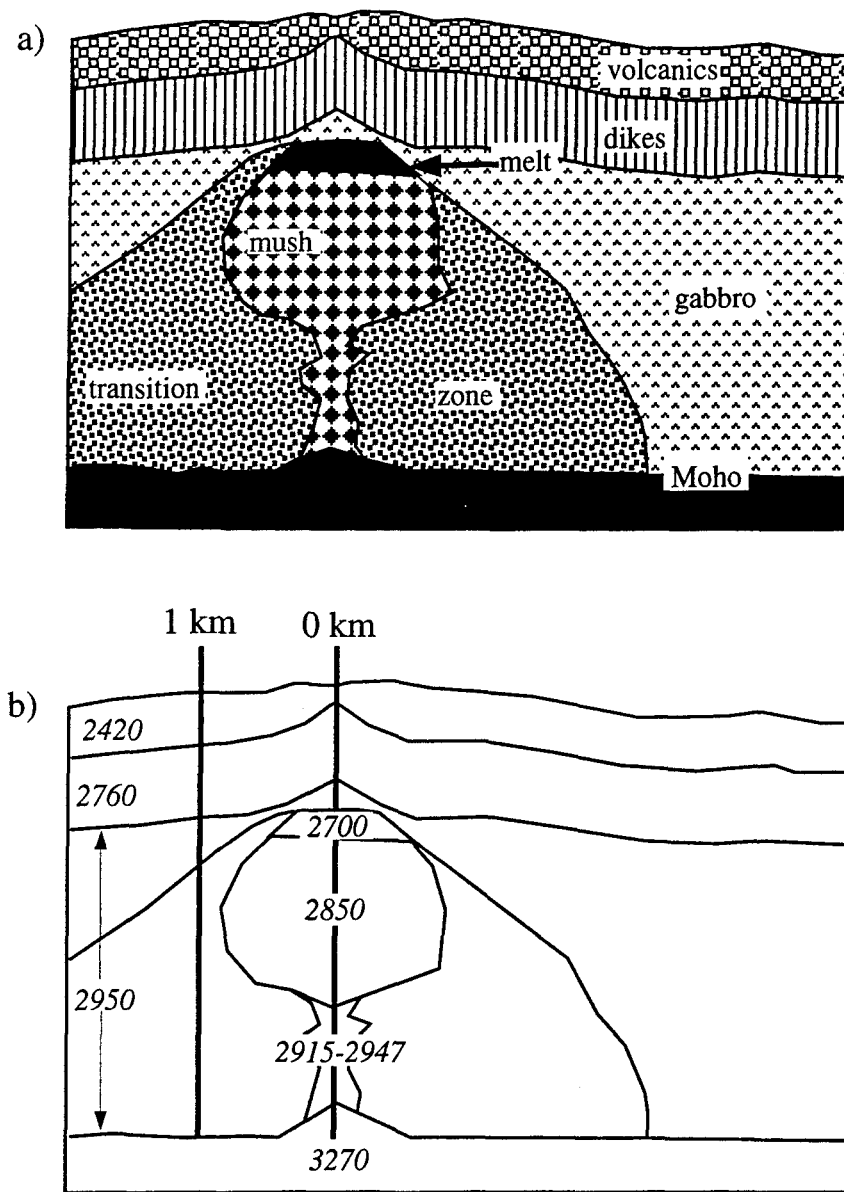 a)
volcanics
dikes
melt
mush
gabbro
transition
zone
Moho
1 km 0 km
b)
2420
2760
2700
2850
2950
2915-2947
3270